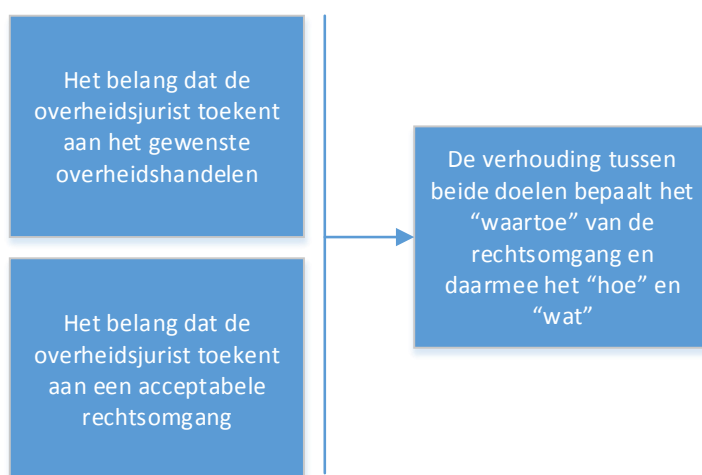 Het belang dat de
overheidsjurist toekent
aan het gewenste
overheidshandelen
Het belang dat de
overheidsjurist toekent
aan een acceptabele
rechtsomgang
De verhouding tussen
beide doelen bepaalt het
“waartoe” van de
rechtsomgang en
daarmee het “hoe” en
“wat”